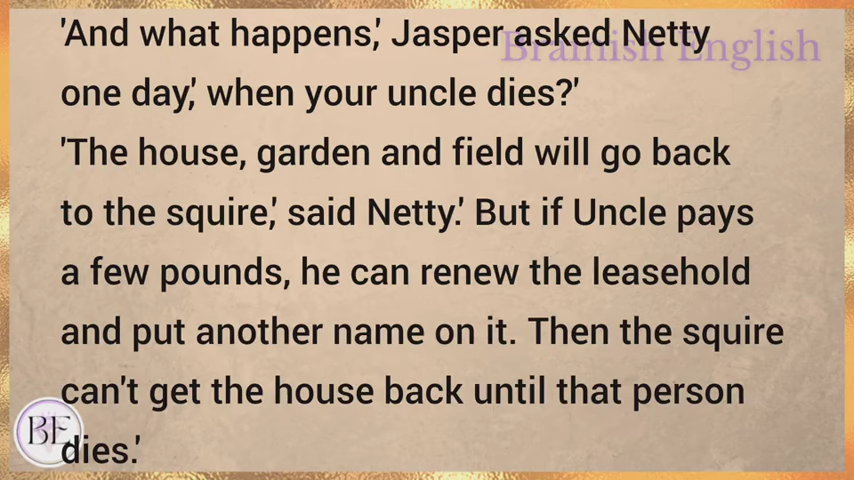 Brainish English
'And what happens,' Jasper asked Netty
one day,' when your uncle dies?'
'The house, garden and field will go back
to the squire,' said Netty.' But if Uncle pays
a few pounds, he can renew the leasehold
and put another name on it. Then the squire
can't get the house back until that person
dies.'
BE